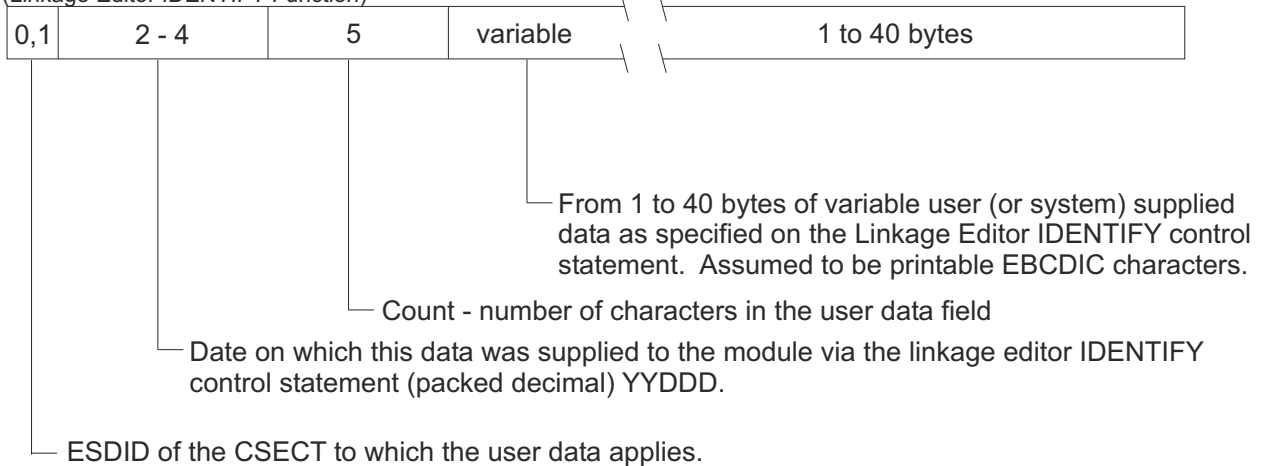 (Linkage Editor IDENTIFY Function)
0,1 2 - 4 5 variable 1 to 40 bytes
From 1 to 40 bytes of variable user (or system) supplied
data as specified on the Linkage Editor IDENTIFY control
statement. Assumed to be printable EBCDIC characters.
Count - number of characters in the user data field
Date on which this data was supplied to the module via the linkage editor IDENTIFY
control statement (packed decimal) YYDDD.
ESDID of the CSECT to which the user data applies.